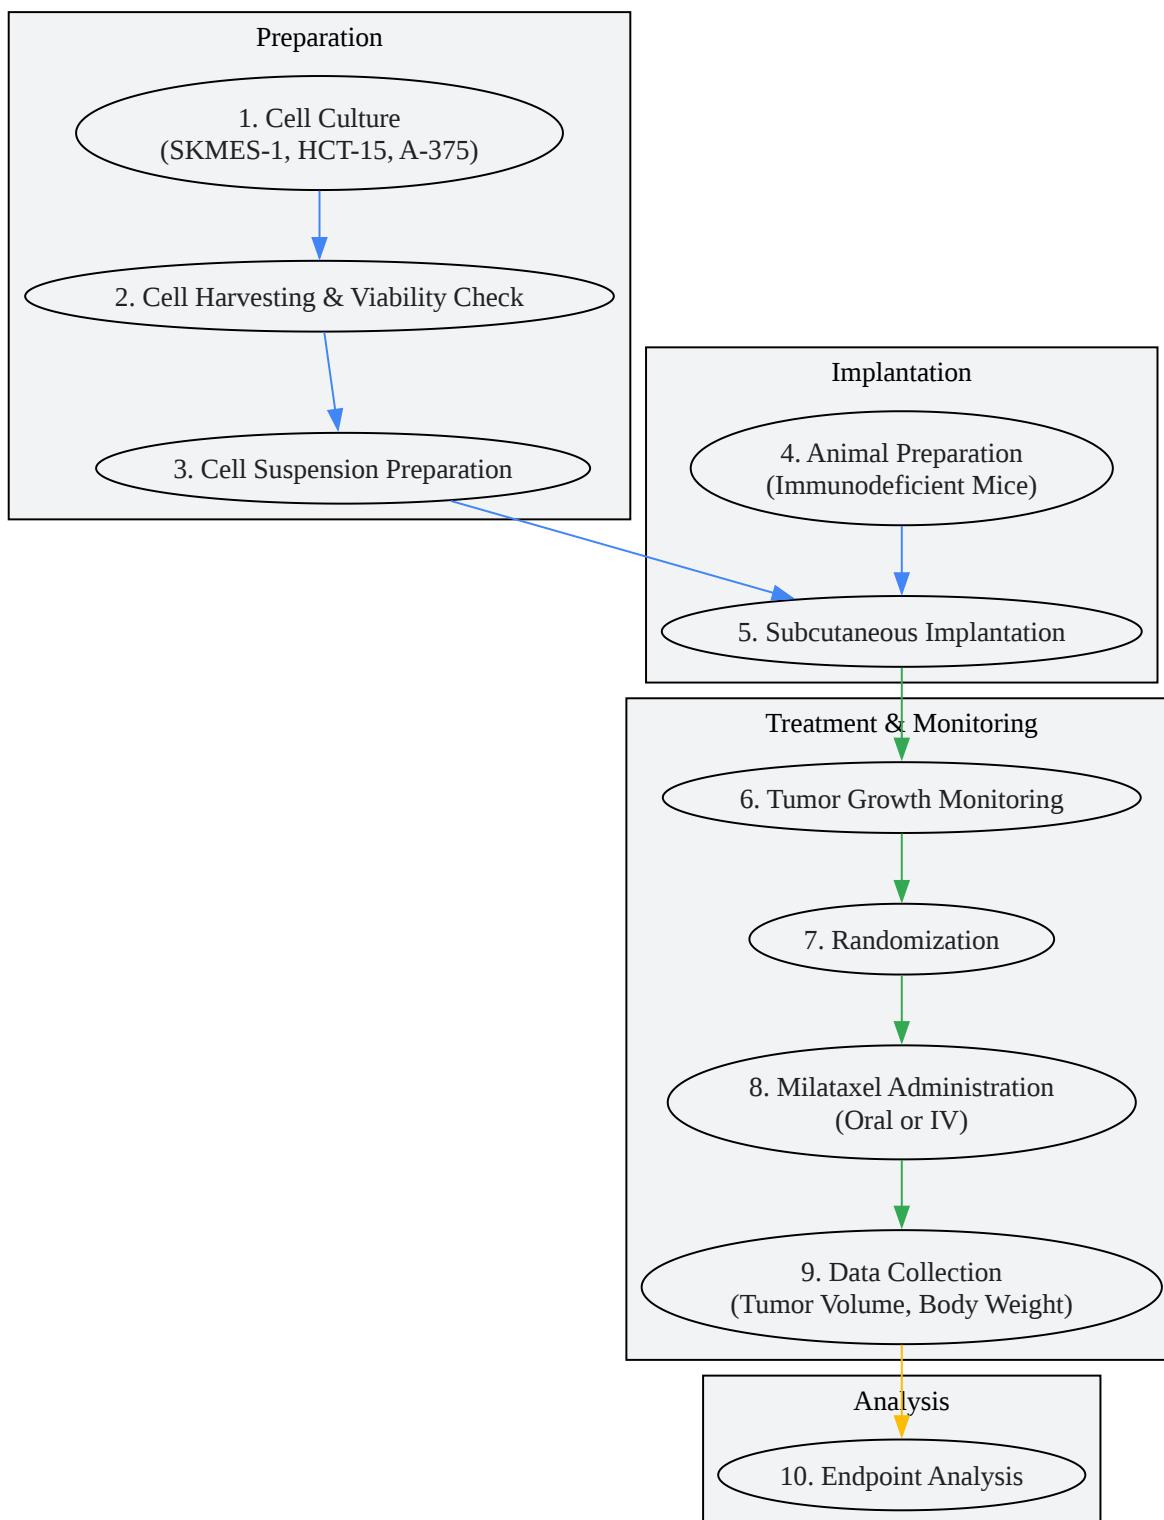 Preparation
1. Cell Culture
(SKMES-1, HCT-15, A-375)
2. Cell Harvesting & Viability Check
3. Cell Suspension Preparation
Implantation
4. Animal Preparation
(Immunodeficient Mice)
5. Subcutaneous Implantation
Treatment & Monitoring
6. Tumor Growth Monitoring
7. Randomization
8. Milataxel Administration
(Oral or IV)
9. Data Collection
(Tumor Volume, Body Weight)
Analysis
10. Endpoint Analysis